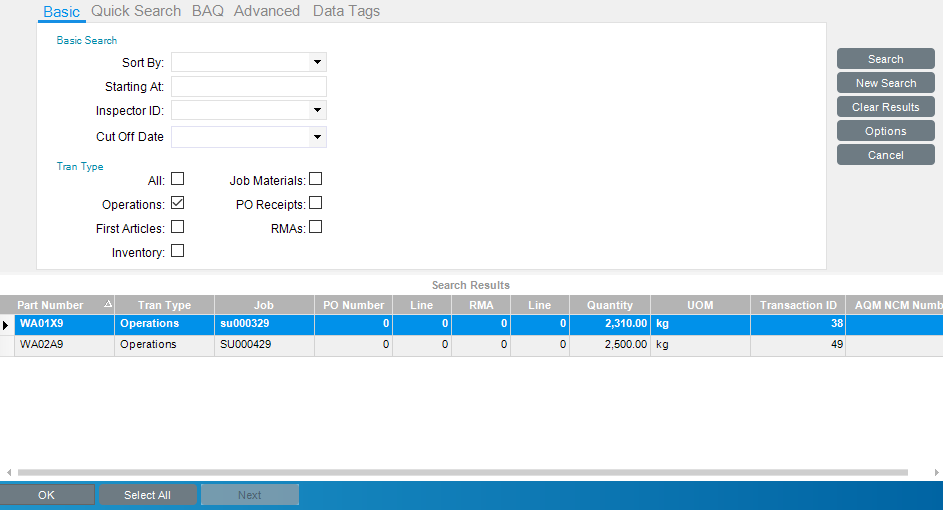 Basic Quick Search BAQ Advanced Data Tags
Basic Search
Sort By:
Starting At:
Inspector ID:
Cut Off Date
Search
New Search
Clear Results
Options
Cancel
Tran Type
All: Job Materials:
Operations: PO Receipts:
First Articles: RMAs:
Inventory:
Search Results
Part Number Tran Type Job PO Number Line RMA Line Quantity UOM Transaction ID AQM NCM Numb
WA01X9 Operations su000329 0 0 0 0 2,310.00 kg 38
WA02A9 Operations SU000429 0 0 0 0 2,500.00 kg 49
OK Select All Next